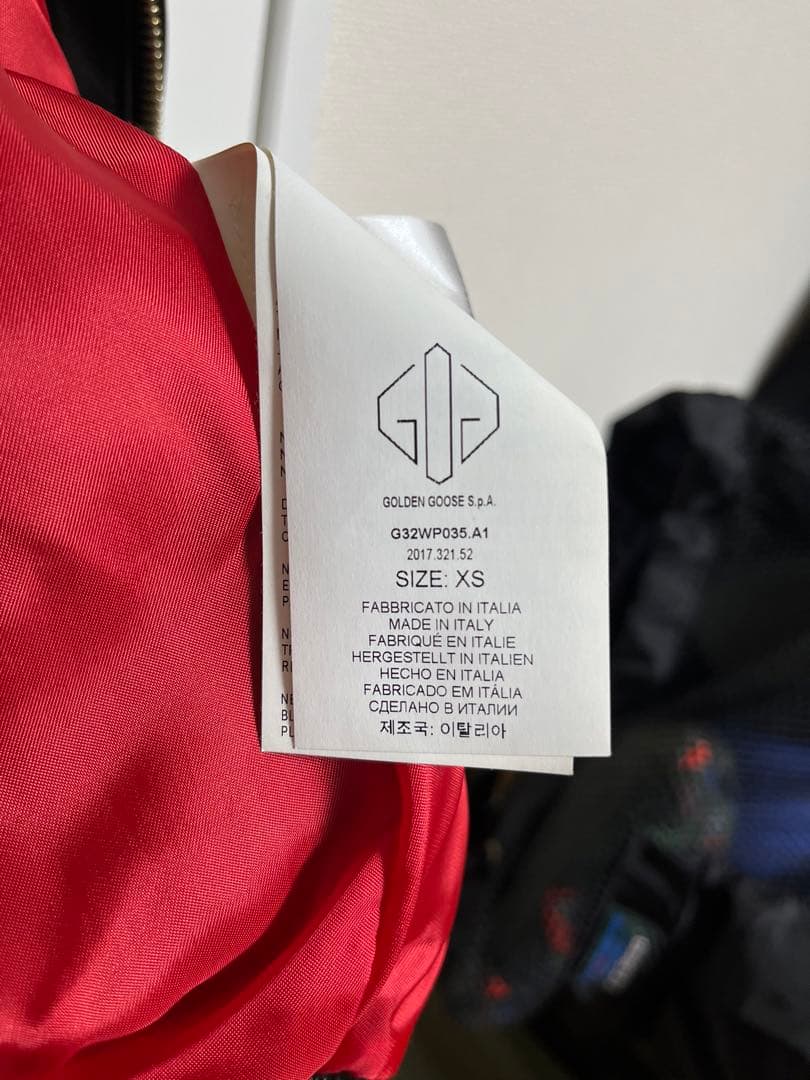 GOLDEN GOOSE S.p.A.
G32WP035.A1
2017.321.52
SIZE: XS
FABBRICATO IN ITALIA
MADE IN ITALY
FABRIQUÉ EN ITALIE
HERGESTELLT IN ITALIEN
HECHO EN ITALIA
FABRICADO EM ITÁLIA
СДЕЛАНО В ИТАЛИИ
제조국: 이탈리아